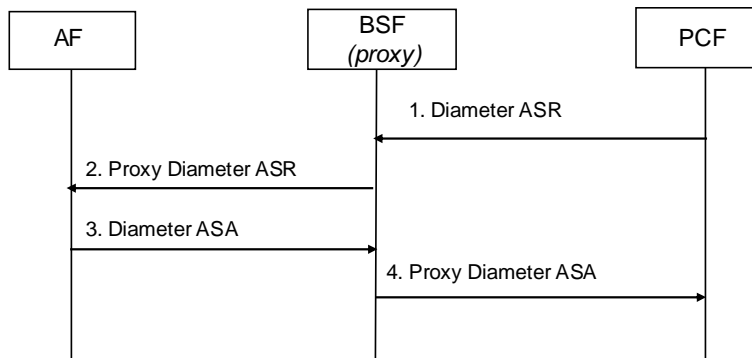 AF
BSF
(proxy)
PCF
1. Diameter ASR
2. Proxy Diameter ASR
3. Diameter ASA
4. Proxy Diameter ASA